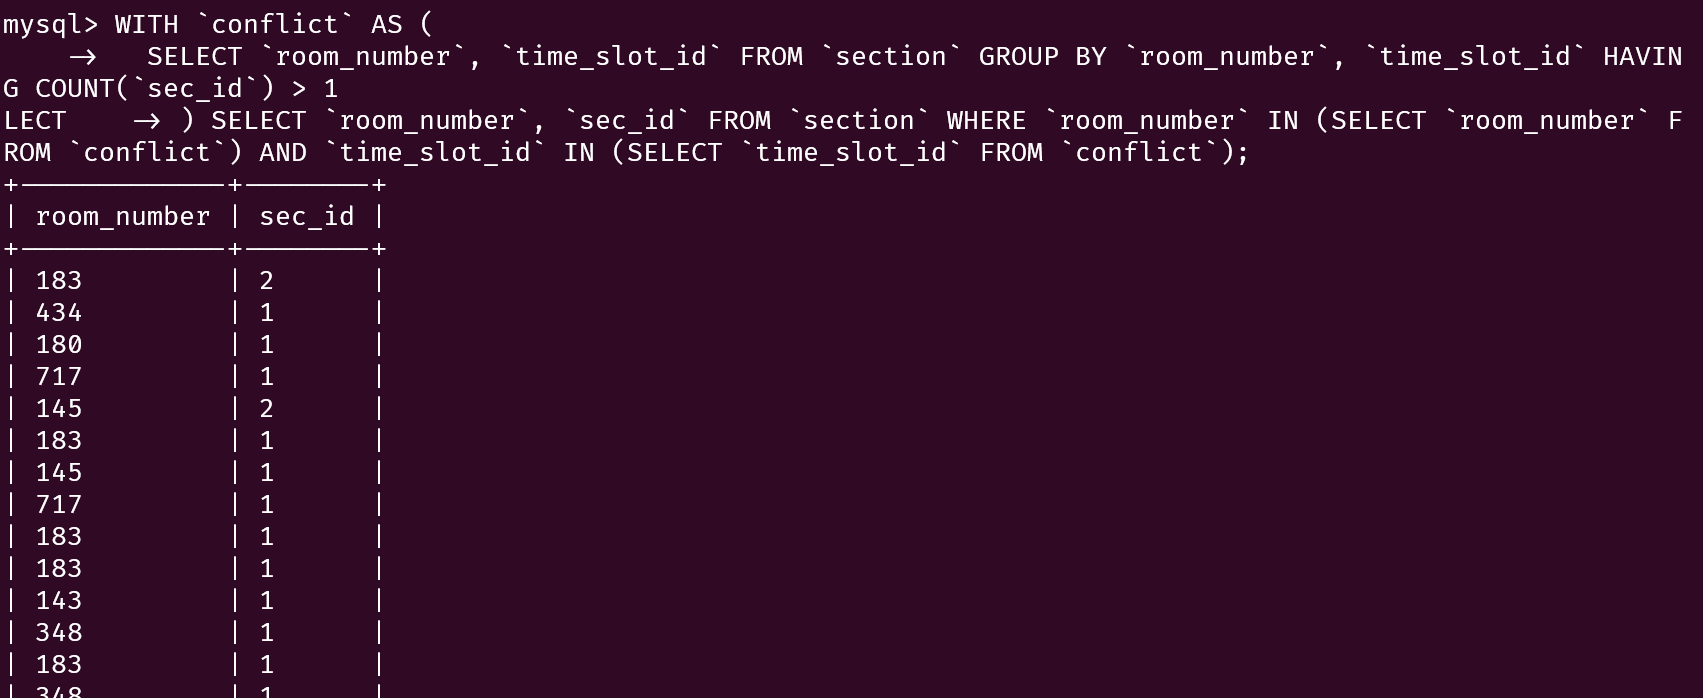 mysql> WITH `conflict` AS (
    ->   SELECT `room_number`, `time_slot_id` FROM `section` GROUP BY `room_number`, `time_slot_id` HAVIN
G COUNT(`sec_id`) > 1
LECT    -> ) SELECT `room_number`, `sec_id` FROM `section` WHERE `room_number` IN (SELECT `room_number` F
ROM `conflict`) AND `time_slot_id` IN (SELECT `time_slot_id` FROM `conflict`);
+-------------+--------+
| room_number | sec_id |
+-------------+--------+
| 183         | 2      |
| 434         | 1      |
| 180         | 1      |
| 717         | 1      |
| 145         | 2      |
| 183         | 1      |
| 145         | 1      |
| 717         | 1      |
| 183         | 1      |
| 183         | 1      |
| 143         | 1      |
| 348         | 1      |
| 183         | 1      |
| 348         | 1      |